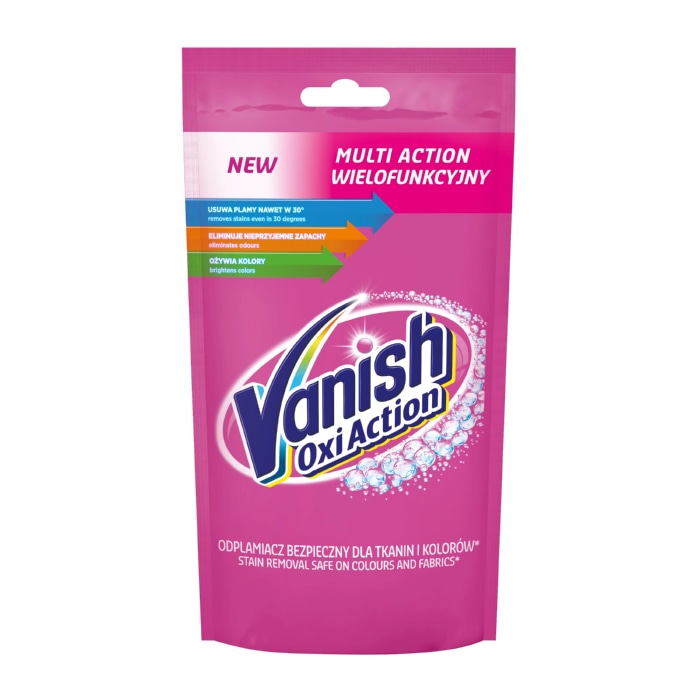 NEW
MULTI ACTION
WIELOFUNKCYJNY
USUWA PLAMY NAWET W 30°
removes stains even in 30 degrees
ELIMINUJE NIEPRZYJEMNE ZAPACHY
eliminates odours
OŻYWIA KOLORY
brightens colors
Vanish
Oxi Action
ODPLAMIACZ BEZPIECZNY DLA TKANIN I KOLORÓW*
STAIN REMOVAL SAFE ON COLOURS AND FABRICS*